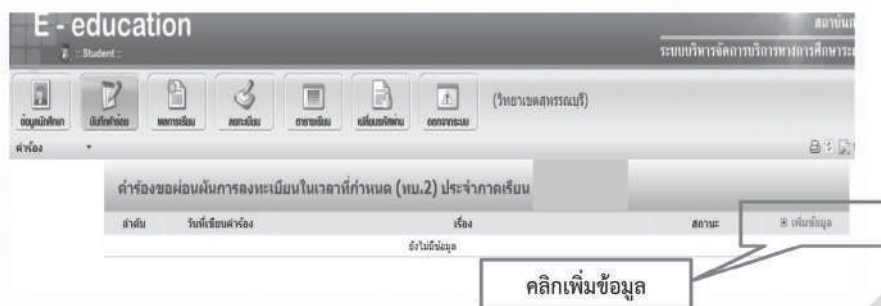 E - education
:: Student ::
สถาบัน
ระบบบริหารจัดการบริการทางการศึกษาระ
ข้อมูลนักศึกษา บันทึกคำร้อง ผลการเรียน ลงทะเบียน ตารางเรียน เปลี่ยนรหัสผ่าน ออกจากระบบ (วิทยาเขตสุพรรณบุรี)
คำร้อง
คำร้องขอผ่อนผันการลงทะเบียนในเวลาที่กำหนด (ทบ.2) ประจำภาคเรียน
ลำดับ วันที่เขียนคำร้อง เรื่อง สถานะ เพิ่มข้อมูล
ยังไม่มีข้อมูล
คลิกเพิ่มข้อมูล